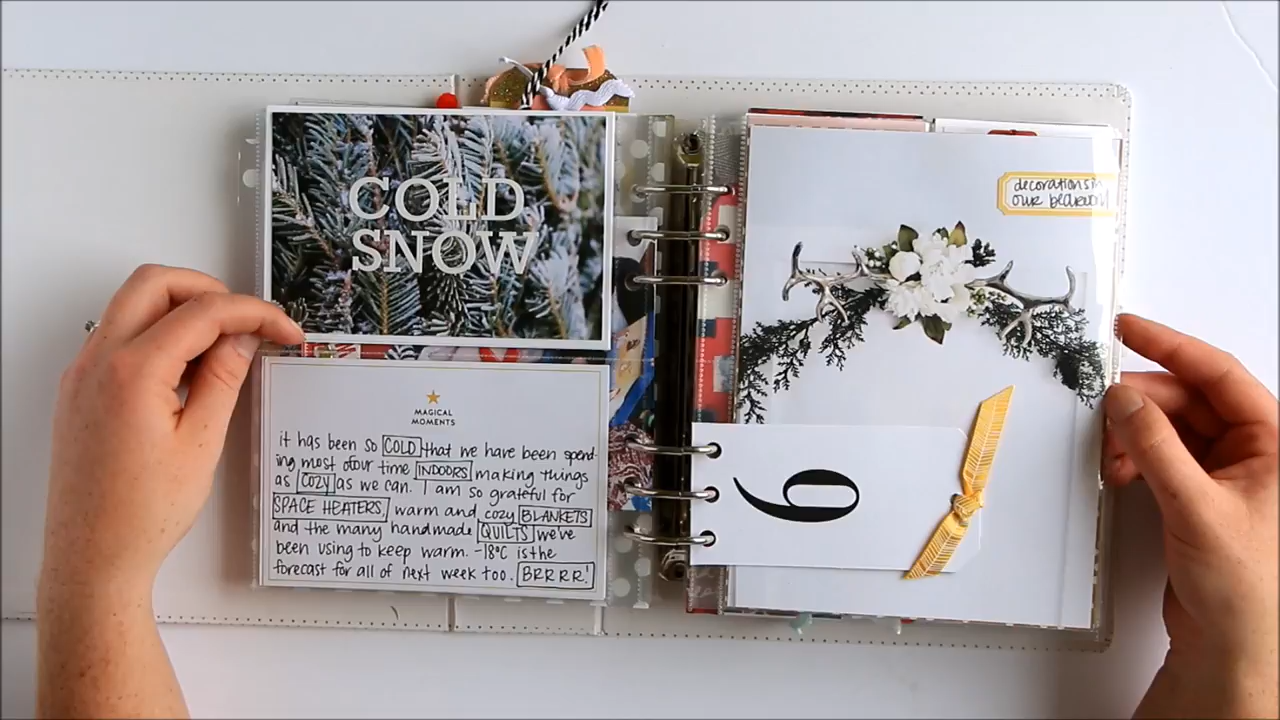 COLD
SNOW
MAGICAL
MOMENTS
it has been so COLD that we have been spend-
ing most of our time INDOORS making things
as COZY as we can. I am so grateful for
SPACE HEATERS, warm and cozy BLANKETS
and the many handmade QUILTS we've
been using to keep warm. -18°C is the
forecast for all of next week too. BRRRR!
decorations in
our bedroom
9